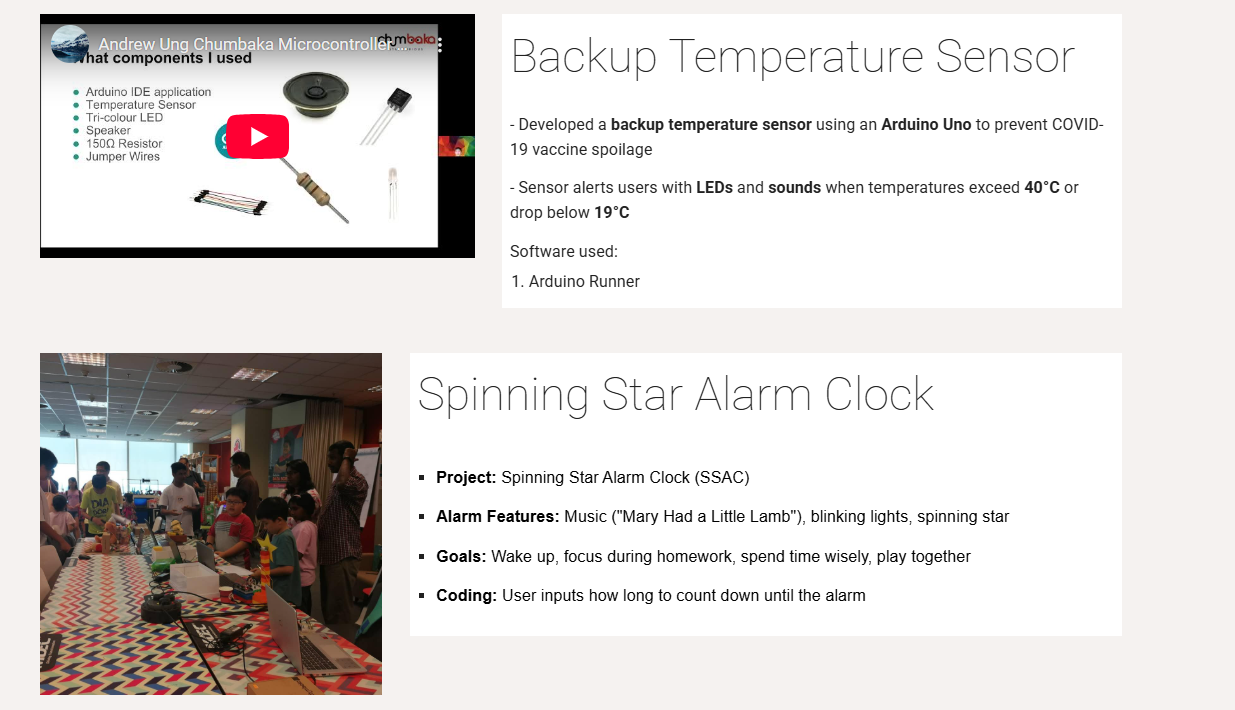 Andrew Ung Chumbaka Microcontroller ...
chumbaka
What components I used
Arduino IDE application
Temperature Sensor
Tri-colour LED
Speaker
150Ω Resistor
Jumper Wires
Backup Temperature Sensor
- Developed a backup temperature sensor using an Arduino Uno to prevent COVID-
19 vaccine spoilage
- Sensor alerts users with LEDs and sounds when temperatures exceed 40°C or
drop below 19°C
Software used:
1. Arduino Runner
Spinning Star Alarm Clock
Project: Spinning Star Alarm Clock (SSAC)
Alarm Features: Music ("Mary Had a Little Lamb"), blinking lights, spinning star
Goals: Wake up, focus during homework, spend time wisely, play together
Coding: User inputs how long to count down until the alarm